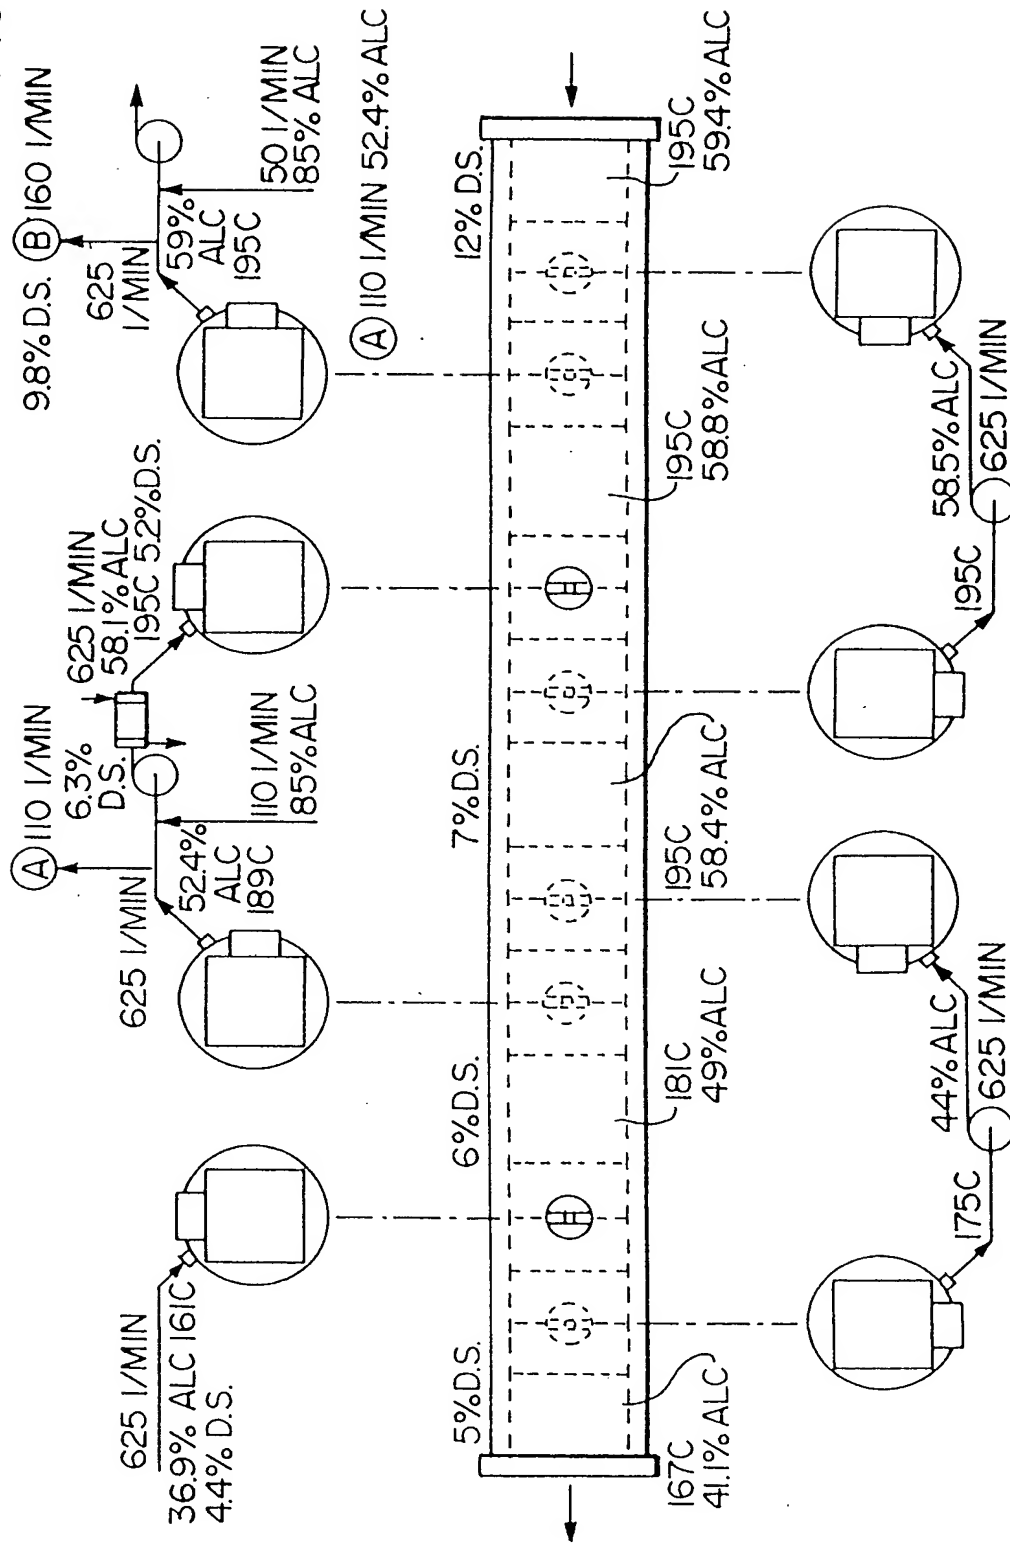 625 l/MIN
36.9% ALC 161C
4.4% D.S.
A 110 l/MIN
6.3%
D.S.
625 l/MIN
52.4%
ALC
189C
110 l/MIN
85% ALC
625 l/MIN
58.1% ALC
195C 5.2% D.S.
9.8% D.S. B 160 l/MIN
625
l/MIN
59%
ALC
195C
50 l/MIN
85% ALC
A 110 l/MIN 52.4% ALC
5% D.S.
6% D.S.
7% D.S.
12% D.S.
H
H
167C
41.1% ALC
181C
49% ALC
195C
58.4% ALC
195C
58.8% ALC
195C
59.4% ALC
175C
44% ALC
625 l/MIN
195C
58.5% ALC
625 l/MIN